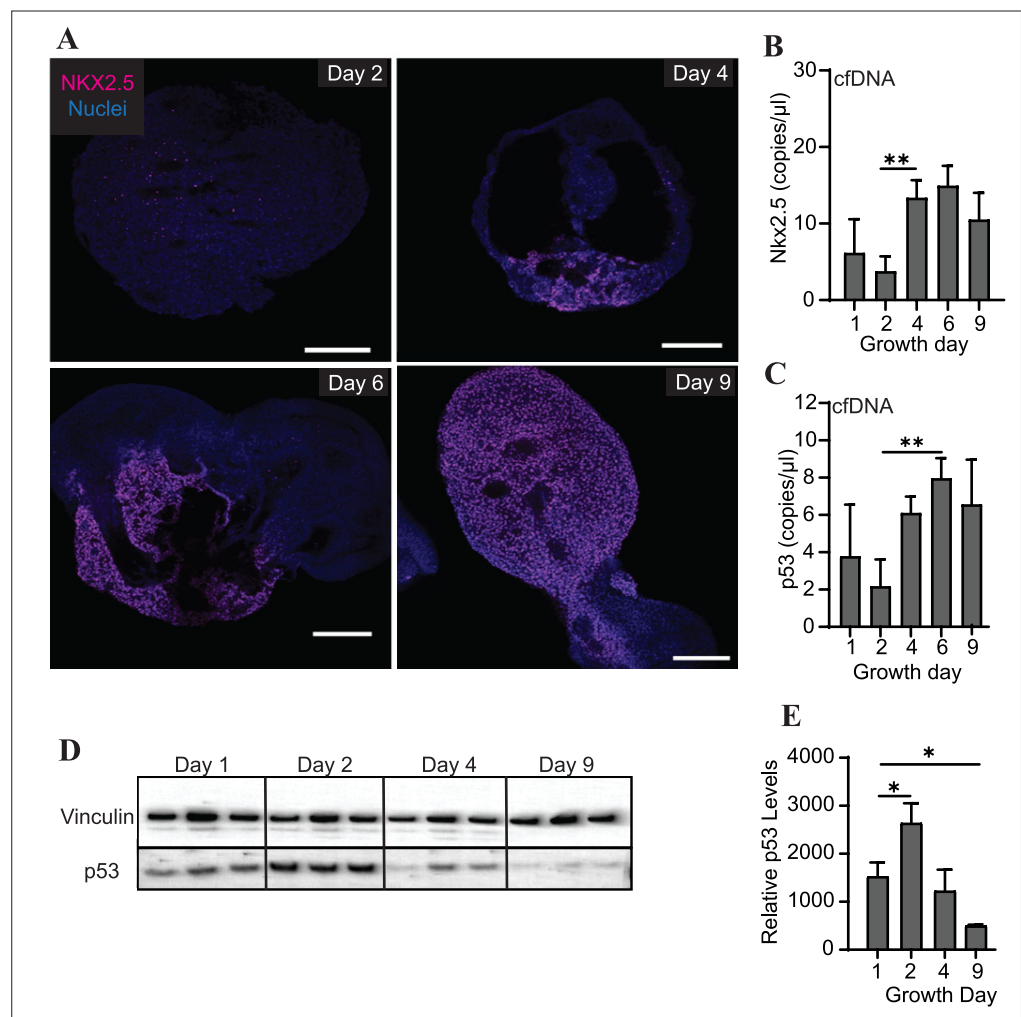 A
NKX2.5
Nuclei
Day 2
Day 4
Day 6
Day 9
B
cfDNA
Nkx2.5 (copies/µl)
30
20
10
0
**
1 2 4 6 9
Growth day
C
cfDNA
p53 (copies/µl)
12
10
8
6
4
2
0
**
1 2 4 6 9
Growth day
D
Day 1 Day 2 Day 4 Day 9
Vinculin
p53
E
Relative p53 Levels
4000
3000
2000
1000
0
*
*
1 2 4 9
Growth Day